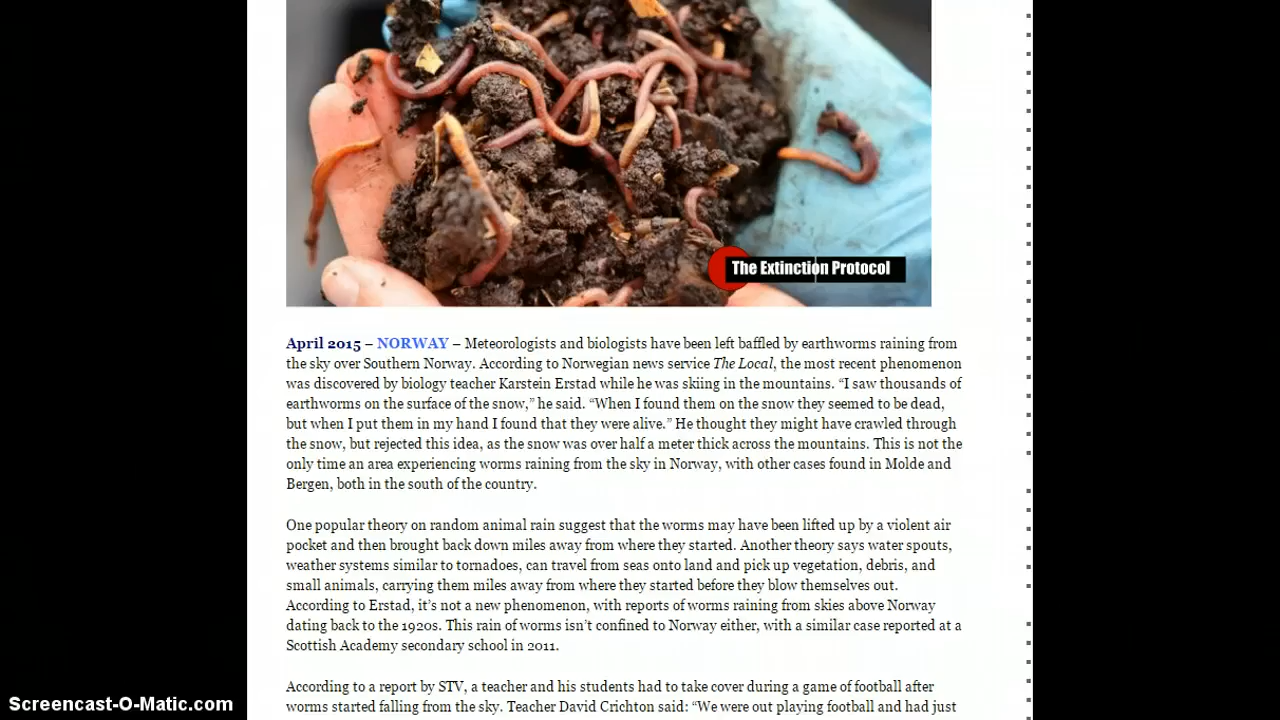 The Extinction Protocol
April 2015 – NORWAY – Meteorologists and biologists have been left baffled by earthworms raining from
the sky over Southern Norway. According to Norwegian news service The Local, the most recent phenomenon
was discovered by biology teacher Karstein Erstad while he was skiing in the mountains. “I saw thousands of
earthworms on the surface of the snow,” he said. “When I found them on the snow they seemed to be dead,
but when I put them in my hand I found that they were alive.” He thought they might have crawled through
the snow, but rejected this idea, as the snow was over half a meter thick across the mountains. This is not the
only time an area experiencing worms raining from the sky in Norway, with other cases found in Molde and
Bergen, both in the south of the country.
One popular theory on random animal rain suggest that the worms may have been lifted up by a violent air
pocket and then brought back down miles away from where they started. Another theory says water spouts,
weather systems similar to tornadoes, can travel from seas onto land and pick up vegetation, debris, and
small animals, carrying them miles away from where they started before they blow themselves out.
According to Erstad, it’s not a new phenomenon, with reports of worms raining from skies above Norway
dating back to the 1920s. This rain of worms isn’t confined to Norway either, with a similar case reported at a
Scottish Academy secondary school in 2011.
According to a report by STV, a teacher and his students had to take cover during a game of football after
worms started falling from the sky. Teacher David Crichton said: “We were out playing football and had just
Screencast-O-Matic.com